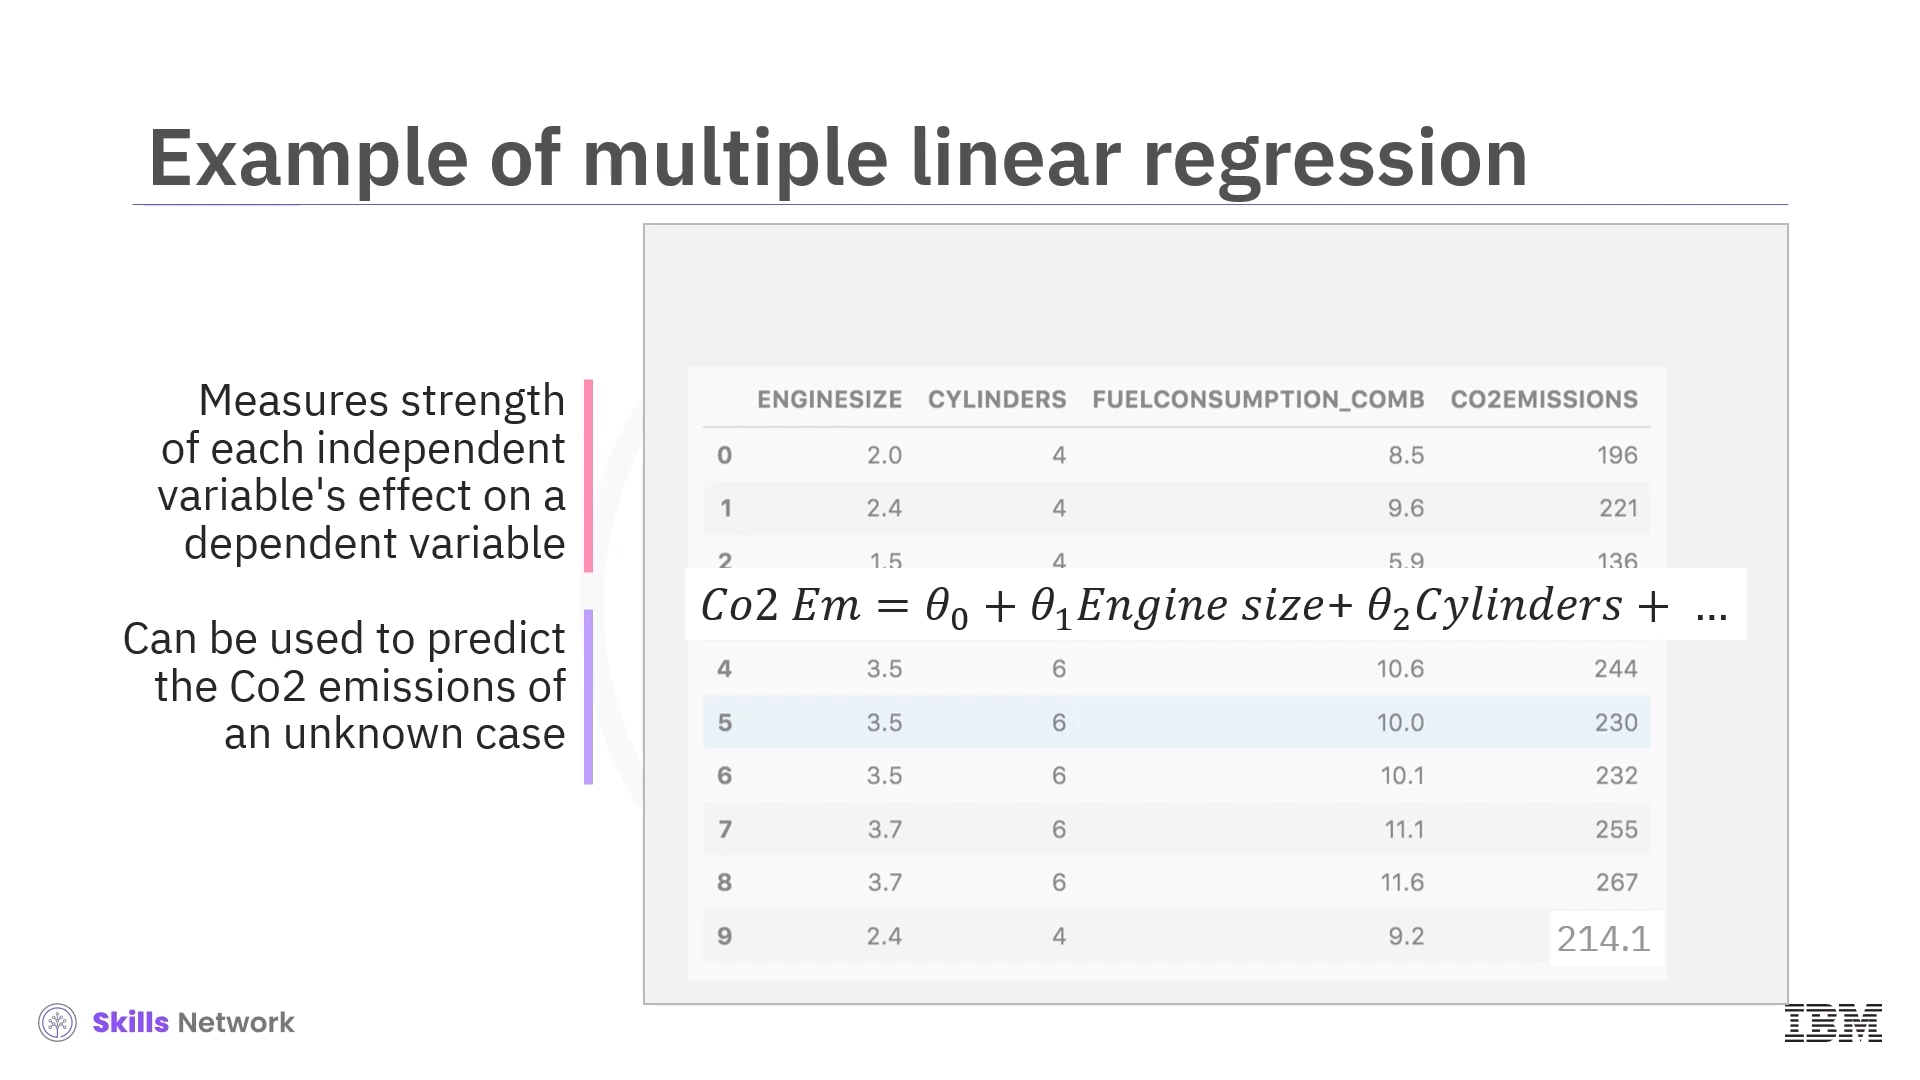 Example of multiple linear regression
Measures strength
of each independent
variable's effect on a
dependent variable
Can be used to predict
the Co2 emissions of
an unknown case
ENGINESIZE CYLINDERS FUELCONSUMPTION_COMB CO2EMISSIONS
0 2.0 4 8.5 196
1 2.4 4 9.6 221
2 1.5 4 5.9 136
Co2 Em = θ0 + θ1Engine size+ θ2Cylinders + ...
4 3.5 6 10.6 244
5 3.5 6 10.0 230
6 3.5 6 10.1 232
7 3.7 6 11.1 255
8 3.7 6 11.6 267
9 2.4 4 9.2 214.1
Skills Network
IBM